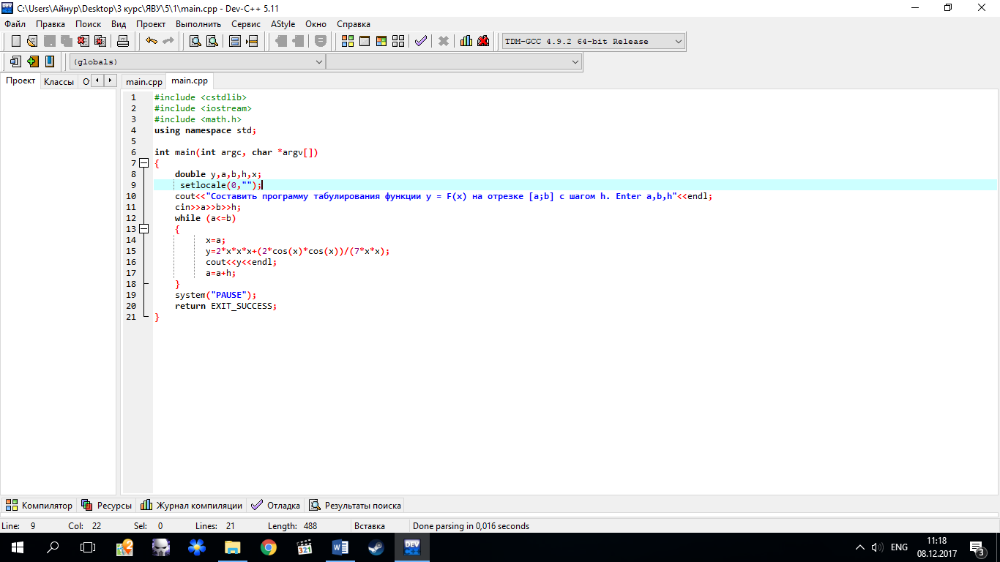 C:\Users\Айнур\Desktop\3 курс\ЯВУ\5\1\main.cpp - Dev-C++ 5.11
Файл Правка Поиск Вид Проект Выполнить Сервис AStyle Окно Справка
TDM-GCC 4.9.2 64-bit Release
(globals)
Проект Классы О
main.cpp main.cpp
1 #include <cstdlib>
2 #include <iostream>
3 #include <math.h>
4 using namespace std;
5
6 int main(int argc, char *argv[])
7 {
8 double y,a,b,h,x;
9 setlocale(0,"");
10 cout<<"Составить программу табулирования функции y = F(x) на отрезке [a;b] с шагом h. Enter a,b,h"<<endl;
11 cin>>a>>b>>h;
12 while (a<=b)
13 {
14 x=a;
15 y=2*x*x*x+(2*cos(x)*cos(x))/(7*x*x);
16 cout<<y<<endl;
17 a=a+h;
18 }
19 system("PAUSE");
20 return EXIT_SUCCESS;
21 }
Компилятор Ресурсы Журнал компиляции Отладка Результаты поиска
Line: 9 Col: 22 Sel: 0 Lines: 21 Length: 488 Вставка Done parsing in 0,016 seconds
2
321
DEV
ENG
11:18
08.12.2017
3